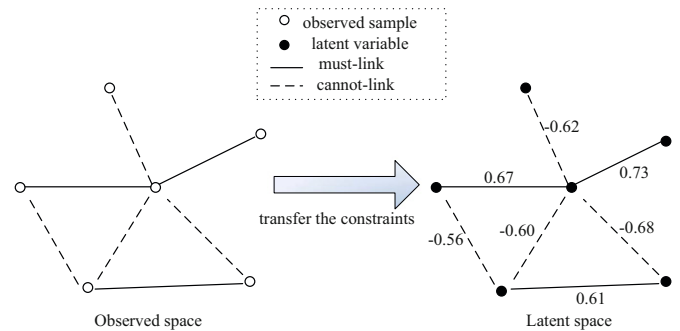 observed sample
latent variable
must-link
cannot-link
-0.62
0.73
0.67
transfer the constraints
-0.56
-0.60
-0.68
0.61
Observed space
Latent space